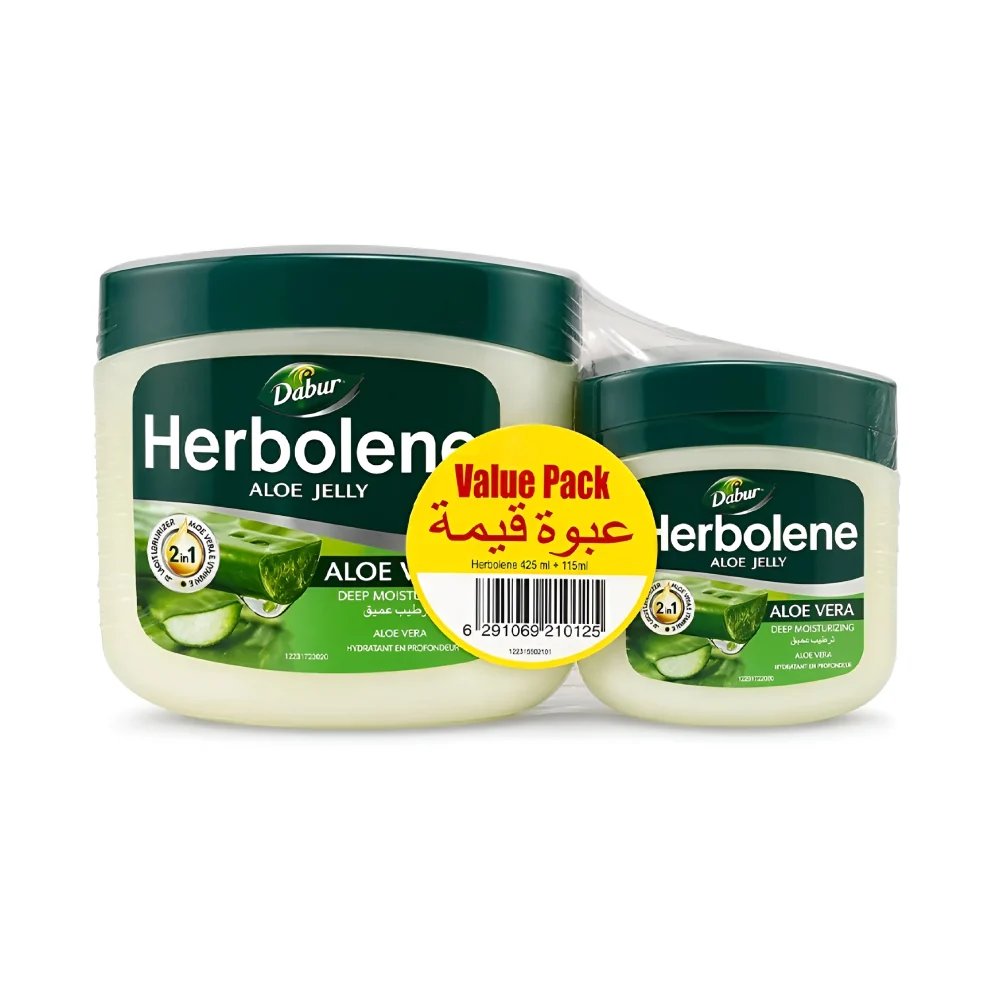 Dabur
Herbolene
ALOE JELLY
2in1
ALOE V
DEEP MOISTU
ترطيب عميق
ALOE VERA
HYDRATANT EN PROFONDEUR
Value Pack
عبوة قيمة
Herbolene 425 ml + 115ml
6 291069 210125
Dabur
Herbolene
ALOE JELLY
2in1
ALOE VERA
DEEP MOISTURIZING
ترطيب عميق
ALOE VERA
HYDRATANT EN PROFONDEUR